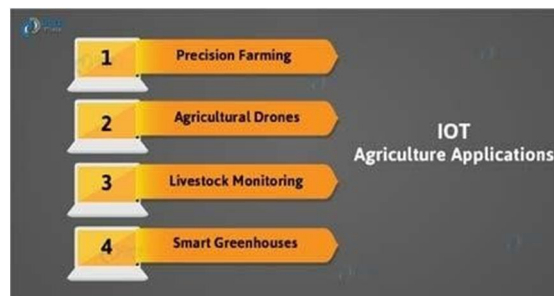 1
Precision Farming
2
Agricultural Drones
3
Livestock Monitoring
4
Smart Greenhouses
IOT
Agriculture Applications